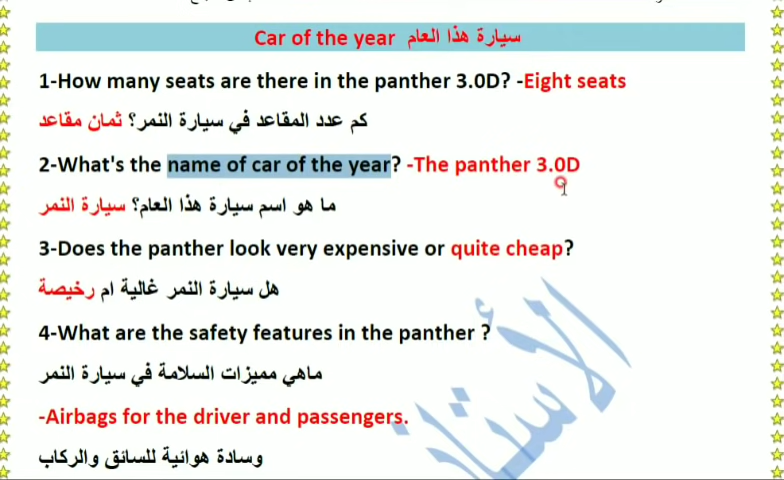 Car of the year سيارة هذا العام
1-How many seats are there in the panther 3.0D? -Eight seats
كم عدد المقاعد في سيارة النمر؟ ثمان مقاعد
2-What's the name of car of the year? -The panther 3.0D
ما هو اسم سيارة هذا العام؟ سيارة النمر
3-Does the panther look very expensive or quite cheap?
هل سيارة النمر غالية ام رخيصة
4-What are the safety features in the panther ?
ماهي مميزات السلامة في سيارة النمر
-Airbags for the driver and passengers.
وسادة هوائية للسائق والركاب